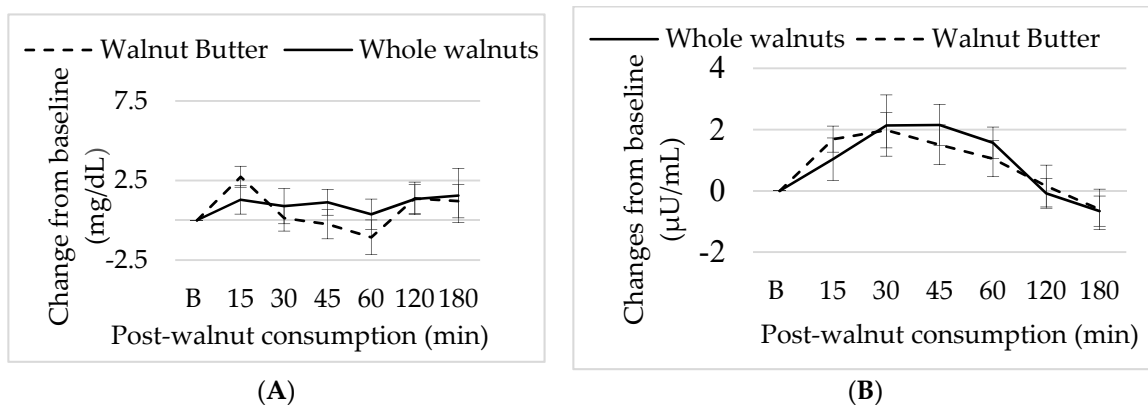 Walnut Butter Whole walnuts
Change from baseline
(mg/dL)
7.5
2.5
-2.5
B 15 30 45 60 120 180
Post-walnut consumption (min)
(A)
Whole walnuts Walnut Butter
Changes from baseline
(µU/mL)
4
2
0
-2
B 15 30 45 60 120 180
Post-walnut consumption (min)
(B)